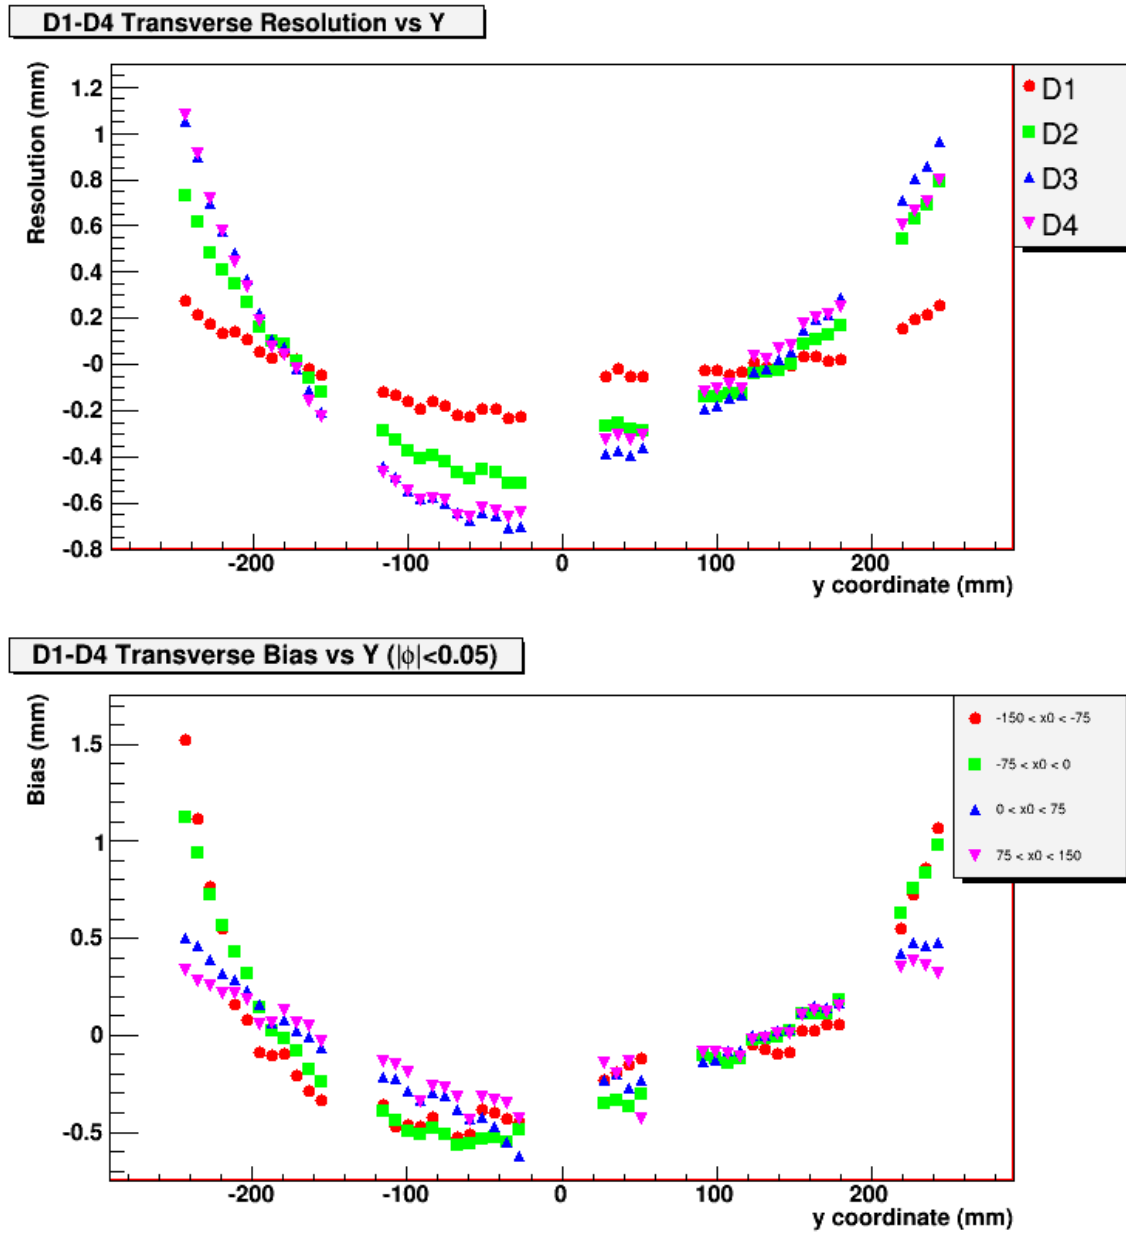 D1-D4 Transverse Resolution vs Y
Resolution (mm)
1.2
1
0.8
0.6
0.4
0.2
-0
-0.2
-0.4
-0.6
-0.8
-200
-100
0
100
200
y coordinate (mm)
D1
D2
D3
D4
D1-D4 Transverse Bias vs Y (|ϕ|<0.05)
Bias (mm)
1.5
1
0.5
0
-0.5
-200
-100
0
100
200
y coordinate (mm)
-150 < x0 < -75
-75 < x0 < 0
0 < x0 < 75
75 < x0 < 150